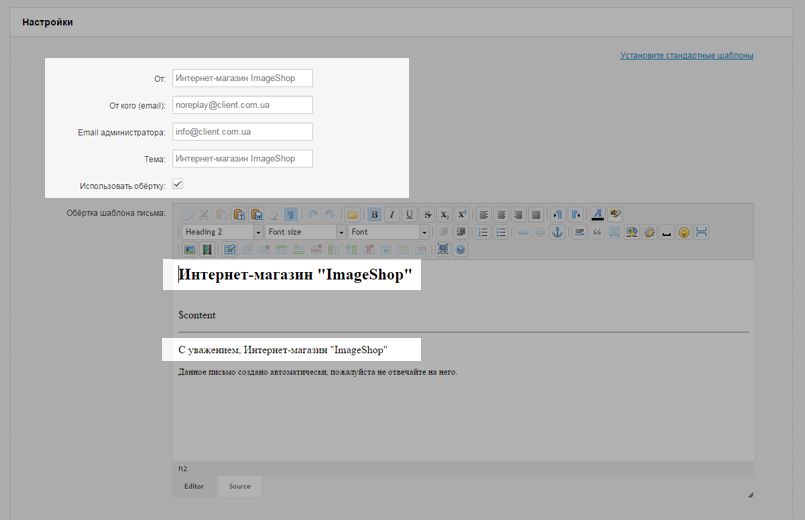 Настройки
Установите стандартные шаблоны
От: Интернет-магазин ImageShop
От кого (email): noreplay@client.com.ua
Email администратора: info@client.com.ua
Тема: Интернет-магазин ImageShop
Использовать обёртку:
Обёртка шаблона письма:
Heading 2 Font size Font
Интернет-магазин "ImageShop"
$content
С уважением, Интернет-магазин "ImageShop"
Данное письмо создано автоматически, пожалуйста не отвечайте на него.
h2
Editor Source